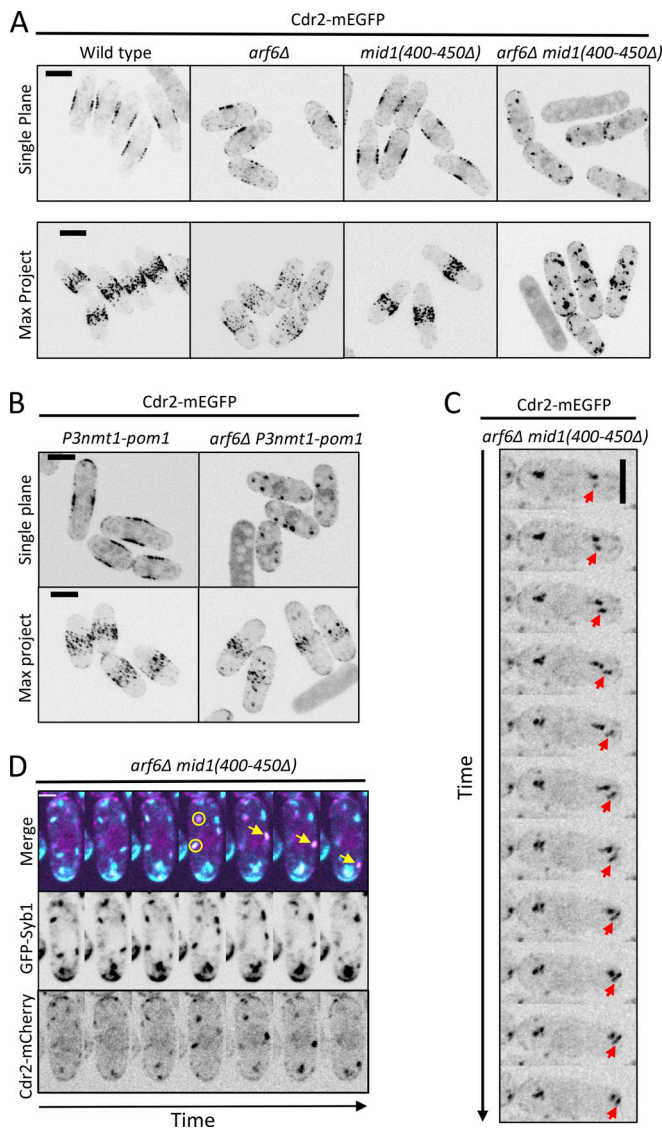 A
Cdr2-mEGFP
Wild type
arf6Δ
mid1(400-450Δ)
arf6Δ mid1(400-450Δ)
Single Plane
Max Project
B
Cdr2-mEGFP
P3nmt1-pom1
arf6Δ P3nmt1-pom1
Single plane
Max project
C
Cdr2-mEGFP
arf6Δ mid1(400-450Δ)
Time
D
arf6Δ mid1(400-450Δ)
Merge
GFP-Syb1
Cdr2-mCherry
Time